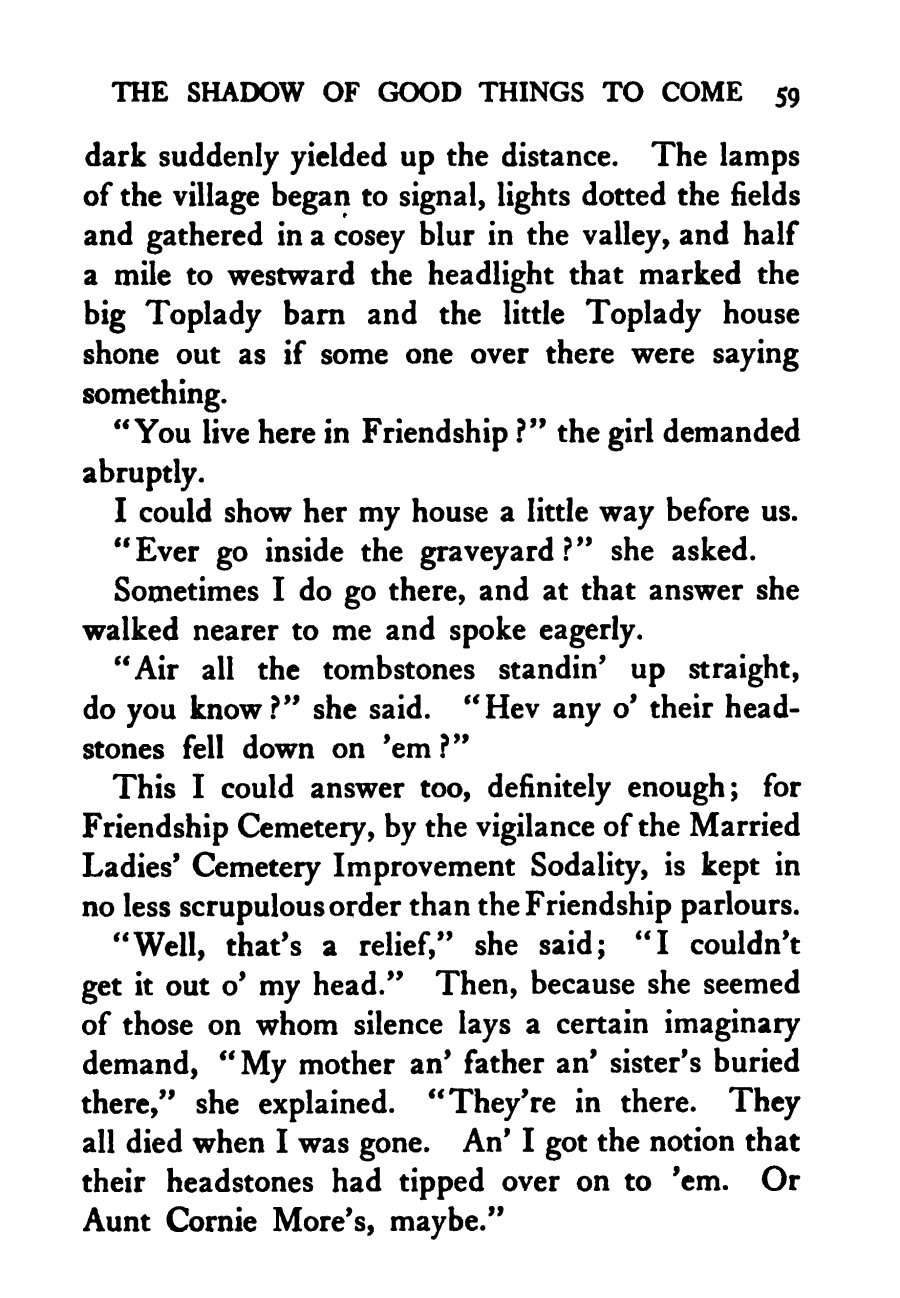 THE SHADOW OF GOOD THINGS TO COME 59
dark suddenly yielded up the distance. The lamps
of the village began to signal, lights dotted the fields
and gathered in a cosey blur in the valley, and half
a mile to westward the headlight that marked the
big Toplady barn and the little Toplady house
shone out as if some one over there were saying
something.
"You live here in Friendship?" the girl demanded
abruptly.
I could show her my house a little way before us.
"Ever go inside the graveyard?" she asked.
Sometimes I do go there, and at that answer she
walked nearer to me and spoke eagerly.
"Air all the tombstones standin' up straight,
do you know?" she said. "Hev any o' their head-
stones fell down on 'em?"
This I could answer too, definitely enough; for
Friendship Cemetery, by the vigilance of the Married
Ladies' Cemetery Improvement Sodality, is kept in
no less scrupulous order than the Friendship parlours.
"Well, that's a relief," she said; "I couldn't
get it out o' my head." Then, because she seemed
of those on whom silence lays a certain imaginary
demand, "My mother an' father an' sister's buried
there," she explained. "They're in there. They
all died when I was gone. An' I got the notion that
their headstones had tipped over on to 'em. Or
Aunt Cornie More's, maybe."